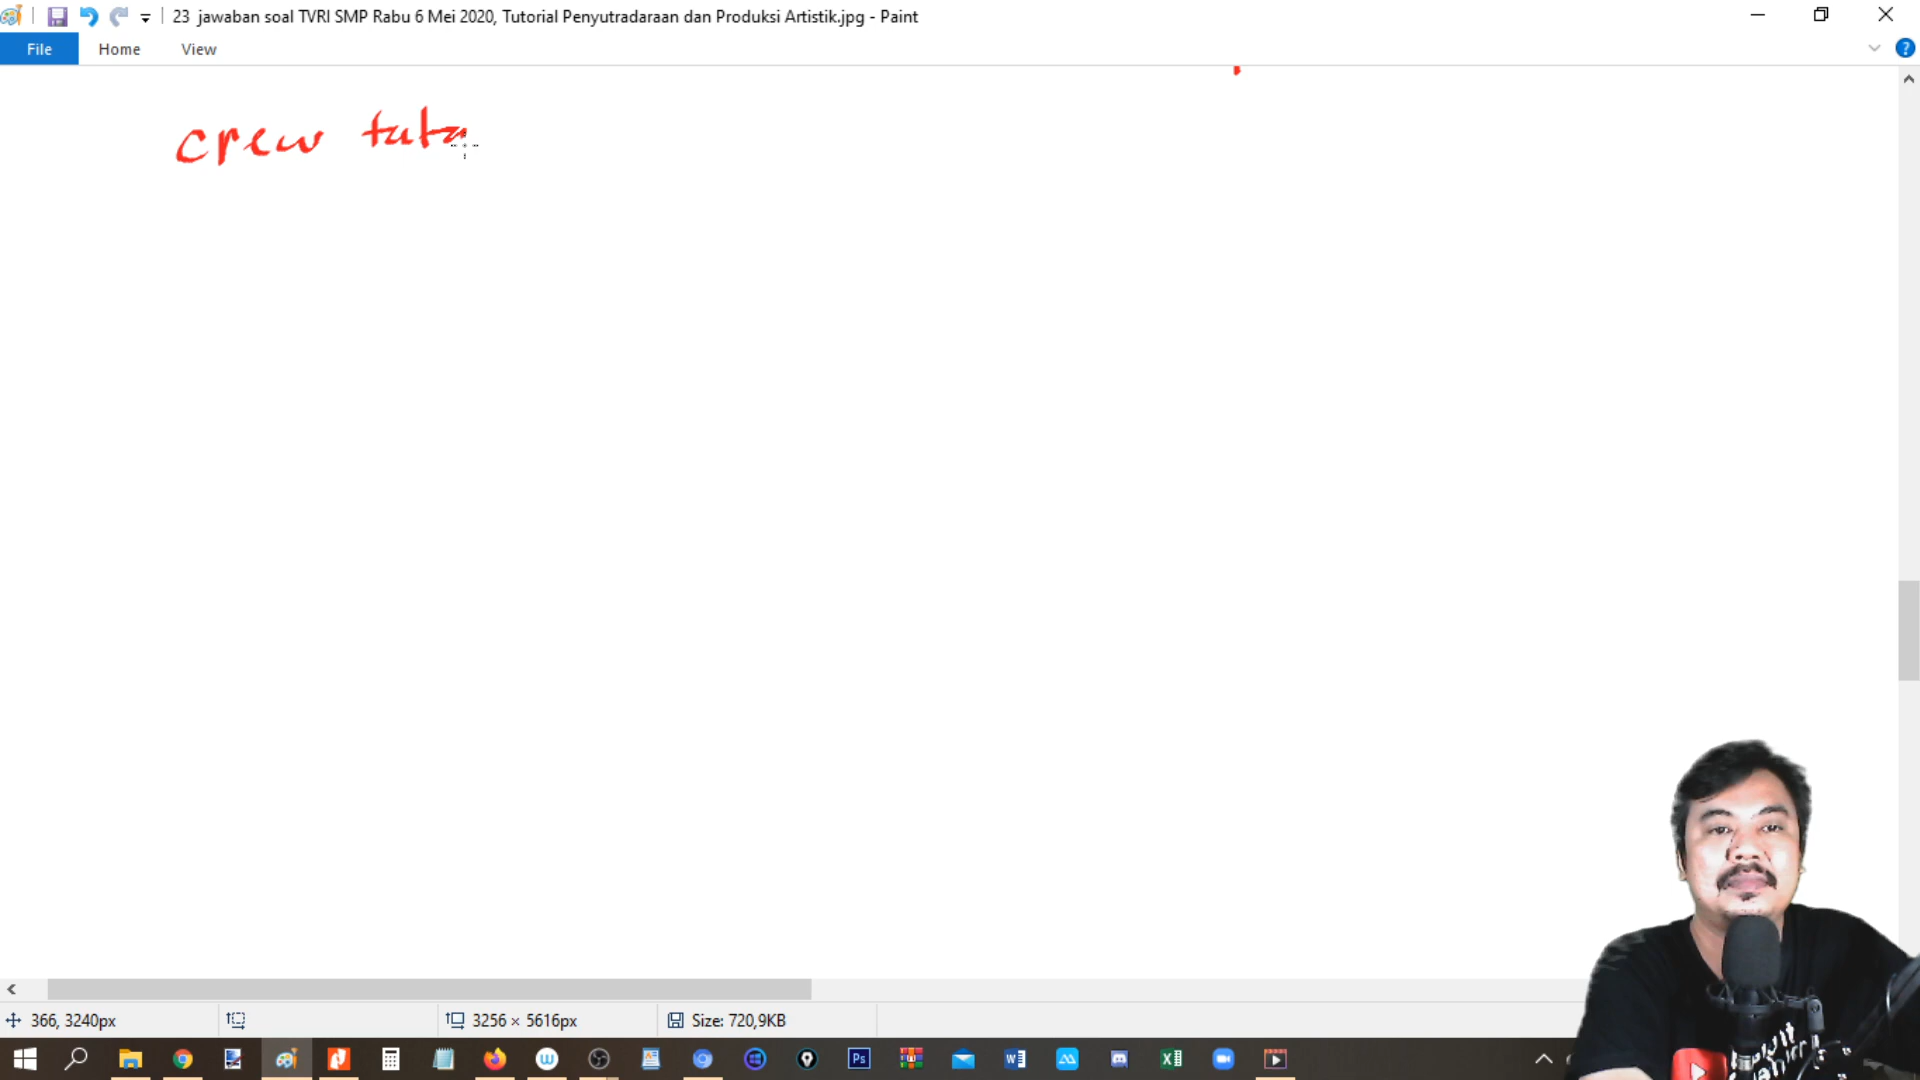 23 jawaban soal TVRI SMP Rabu 6 Mei 2020, Tutorial Penyutradaraan dan Produksi Artistik.jpg - Paint
File Home View
crew tata
366, 3240px 3256 × 5616px Size: 720,9KB